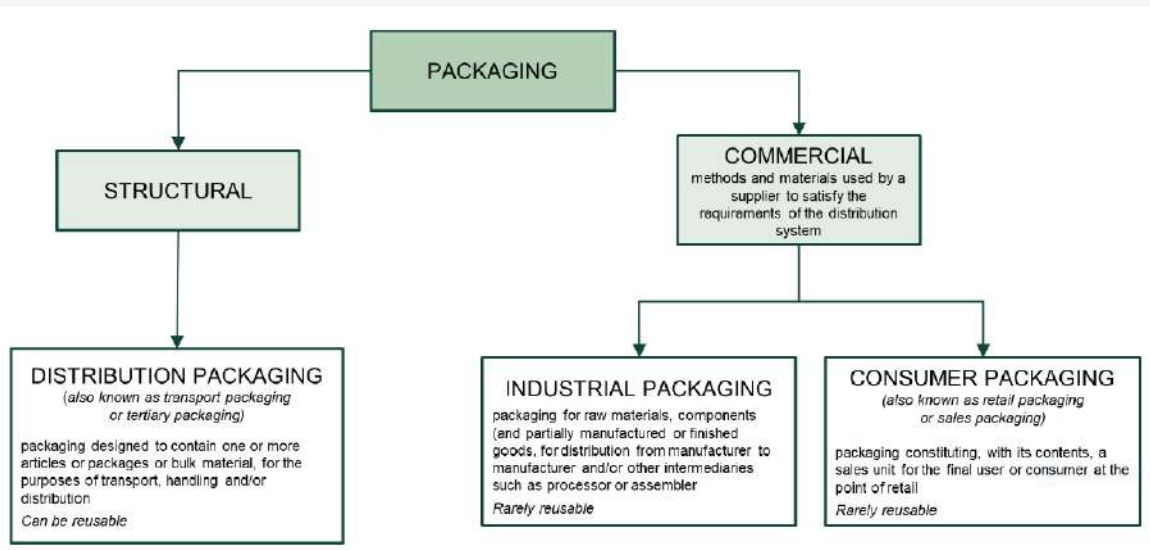 PACKAGING
STRUCTURAL
COMMERCIAL
methods and materials used by a
supplier to satisfy the
requirements of the distribution
system
DISTRIBUTION PACKAGING
(also known as transport packaging
or tertiary packaging)
packaging designed to contain one or more
articles or packages or bulk material, for the
purposes of transport, handling and/or
distribution
Can be reusable
INDUSTRIAL PACKAGING
packaging for raw materials, components
(and partially manufactured or finished
goods, for distribution from manufacturer to
manufacturer and/or other intermediaries
such as processor or assembler
Rarely reusable
CONSUMER PACKAGING
(also known as retail packaging
or sales packaging)
packaging constituting, with its contents, a
sales unit for the final user or consumer at the
point of retail
Rarely reusable